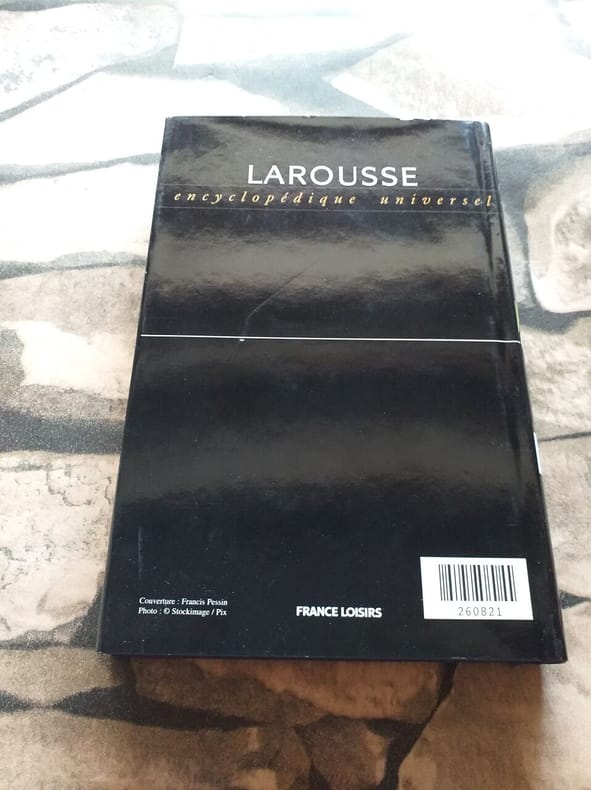 LAROUSSE
encyclopédique universel
Couverture : Francis Pessin
Photo : © Stockimage / Pix
FRANCE LOISIRS
260821